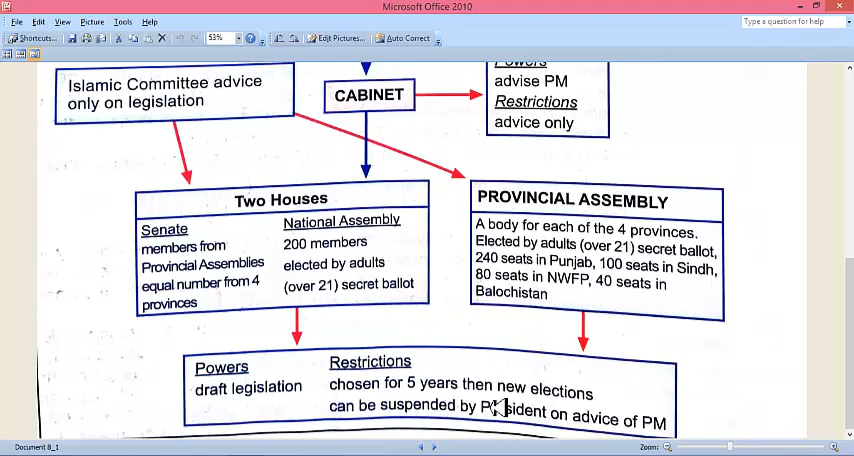 Microsoft Office 2010
File Edit View Picture Tools Help
Type a question for help
Shortcuts... 53% Edit Pictures... Auto Correct
Islamic Committee advice
only on legislation
CABINET
Powers
advise PM
Restrictions
advice only
Two Houses
Senate
members from
Provincial Assemblies
equal number from 4
provinces
National Assembly
200 members
elected by adults
(over 21) secret ballot
PROVINCIAL ASSEMBLY
A body for each of the 4 provinces.
Elected by adults (over 21) secret ballot,
240 seats in Punjab, 100 seats in Sindh,
80 seats in NWFP, 40 seats in
Balochistan
Powers
draft legislation
Restrictions
chosen for 5 years then new elections
can be suspended by President on advice of PM
Document 8_1
Zoom: